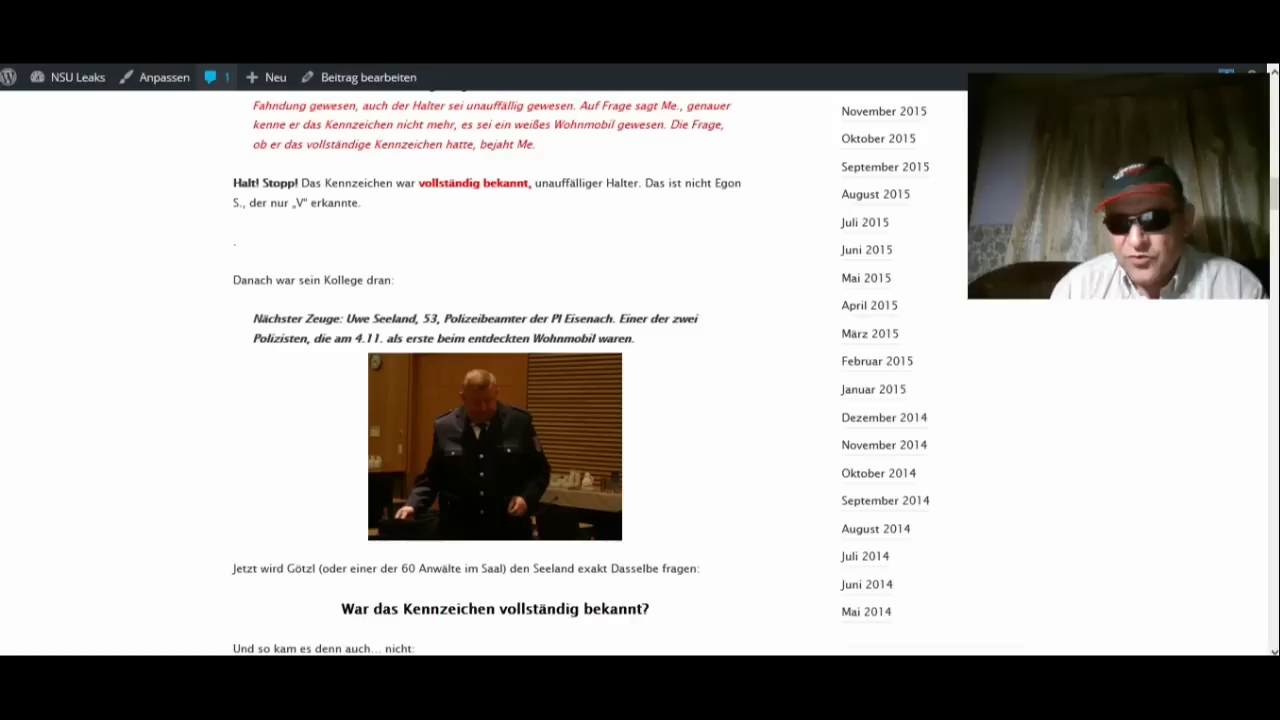 NSU Leaks Anpassen 1 Neu Beitrag bearbeiten
Fahndung gewesen, auch der Halter sei unauffällig gewesen. Auf Frage sagt Me., genauer
kenne er das Kennzeichen nicht mehr, es sei ein weißes Wohnmobil gewesen. Die Frage,
ob er das vollständige Kennzeichen hatte, bejaht Me.
Halt! Stopp! Das Kennzeichen war vollständig bekannt, unauffälliger Halter. Das ist nicht Egon
S., der nur „V“ erkannte.
.
Danach war sein Kollege dran:
Nächster Zeuge: Uwe Seeland, 53, Polizeibeamter der PI Eisenach. Einer der zwei
Polizisten, die am 4.11. als erste beim entdeckten Wohnmobil waren.
Jetzt wird Götzl (oder einer der 60 Anwälte im Saal) den Seeland exakt Dasselbe fragen:
War das Kennzeichen vollständig bekannt?
Und so kam es denn auch... nicht:
November 2015
Oktober 2015
September 2015
August 2015
Juli 2015
Juni 2015
Mai 2015
April 2015
März 2015
Februar 2015
Januar 2015
Dezember 2014
November 2014
Oktober 2014
September 2014
August 2014
Juli 2014
Juni 2014
Mai 2014